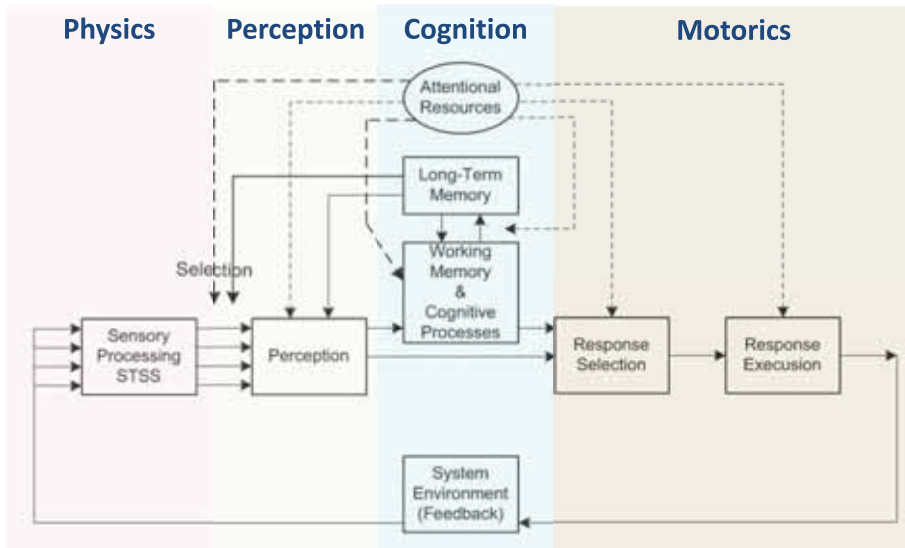 Physics
Perception
Cognition
Motorics
Attentional
Resources
Long-Term
Memory
Selection
Working
Memory
&
Cognitive
Processes
Sensory
Processing
STSS
Perception
Response
Selection
Response
Execusion
System
Environment
(Feedback)